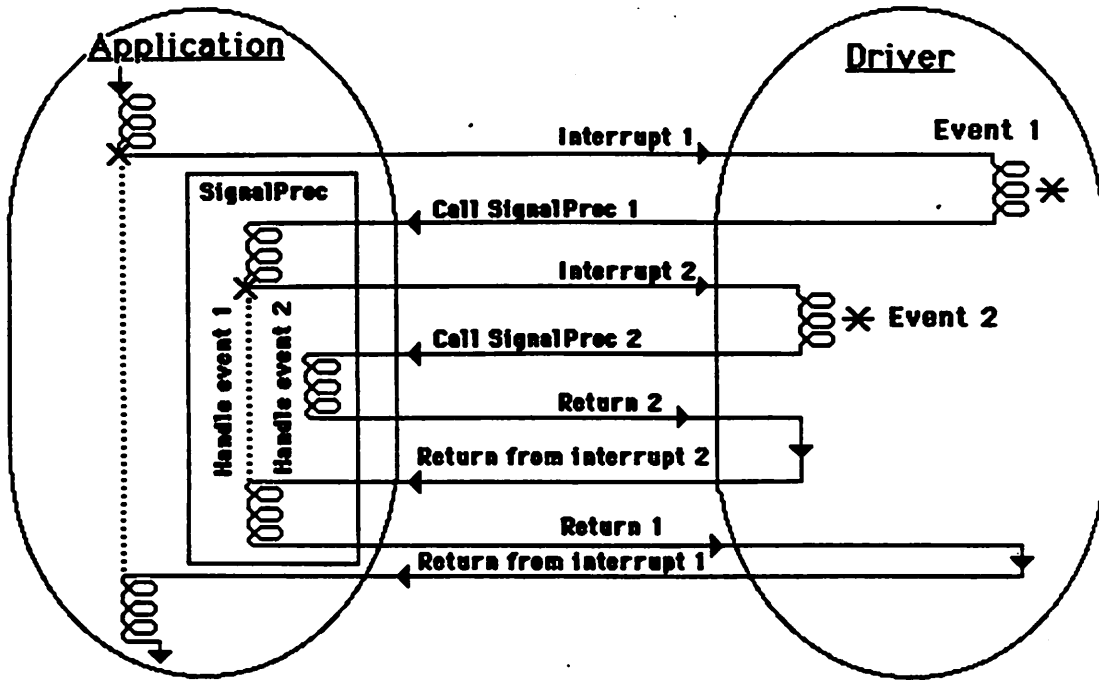 Application
Driver
Event 1
Interrupt 1
SignalProc
Call SignalProc 1
Interrupt 2
Event 2
Call SignalProc 2
Handle event 1
Handle event 2
Return 2
Return from interrupt 2
Return 1
Return from interrupt 1